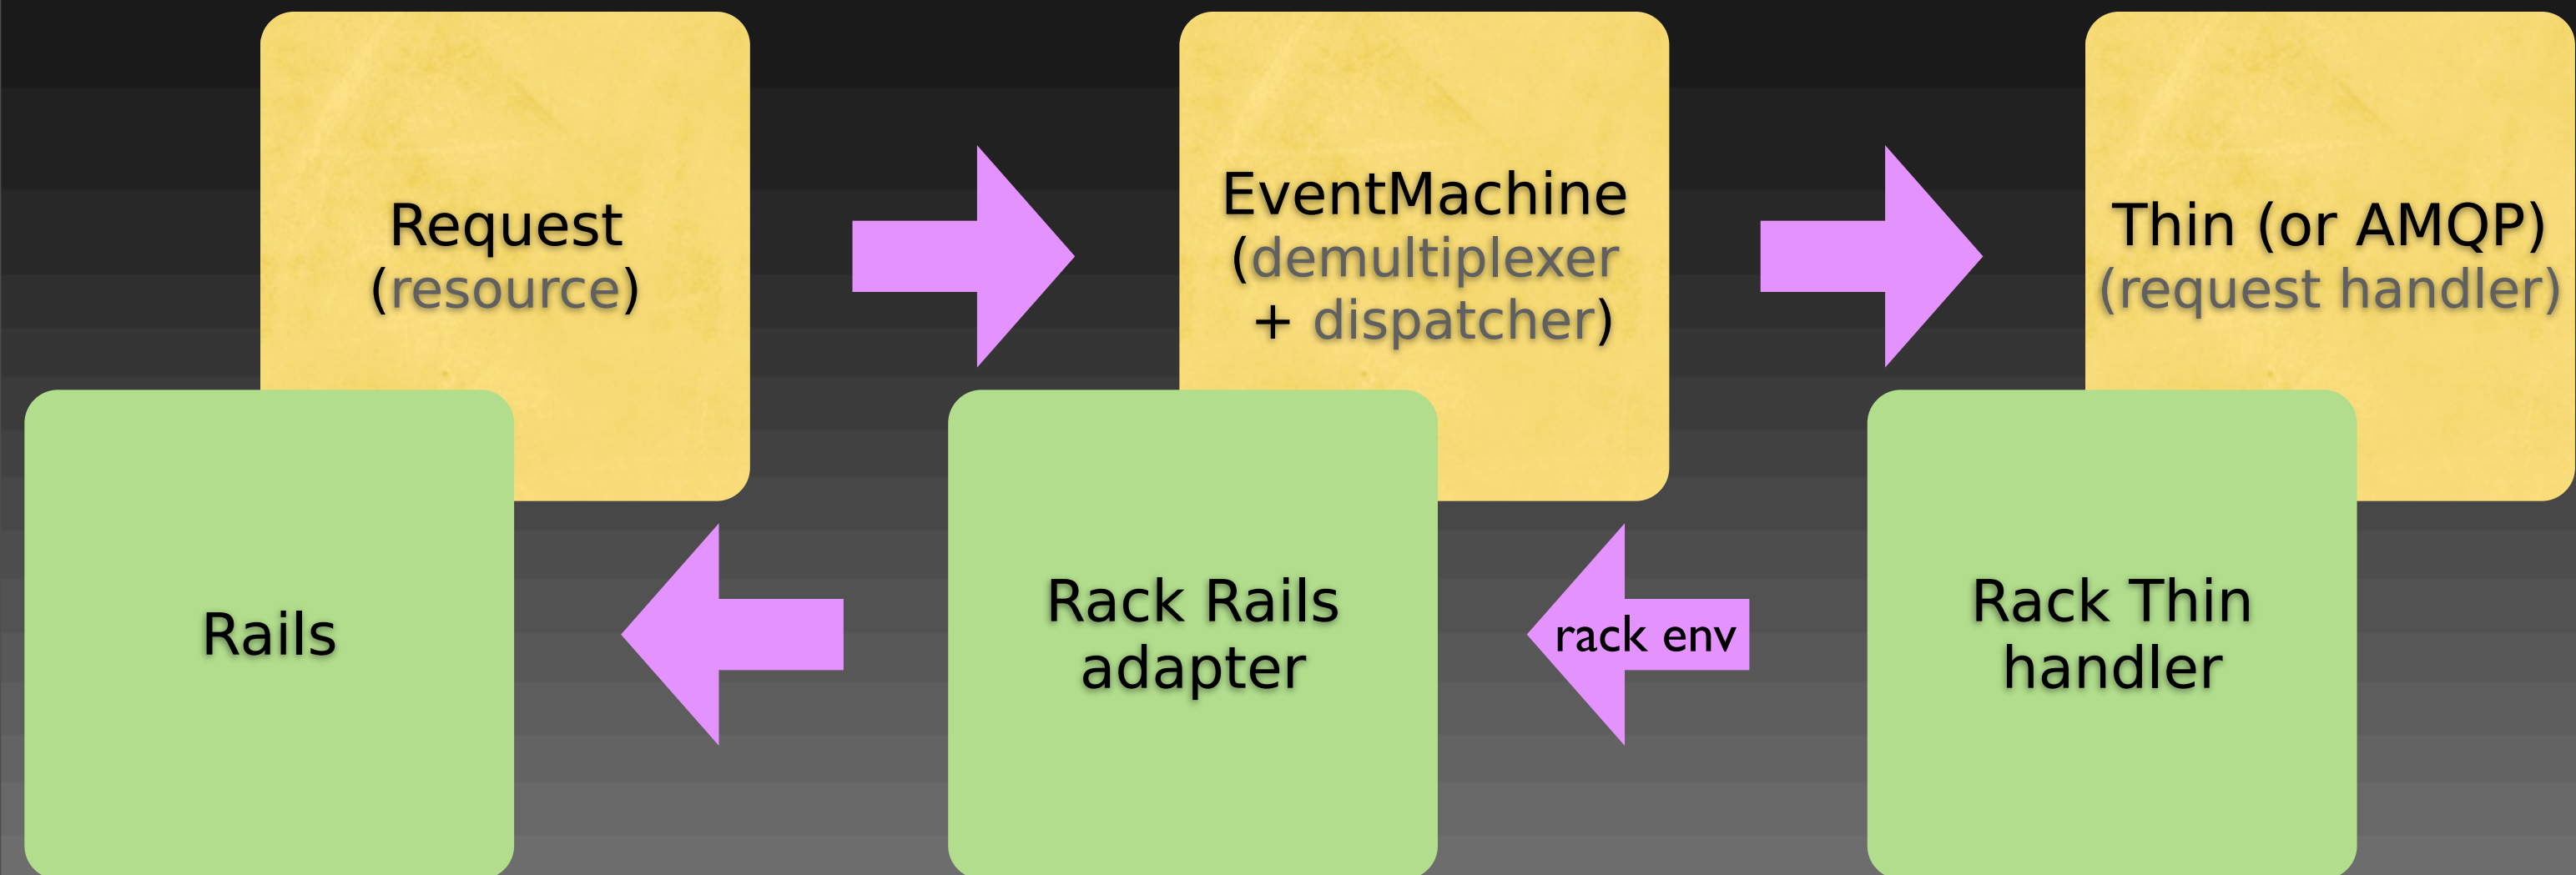 Request
(resource)
EventMachine
(demultiplexer
+ dispatcher)
Thin (or AMQP)
(request handler)
Rails
Rack Rails
adapter
rack env
Rack Thin
handler